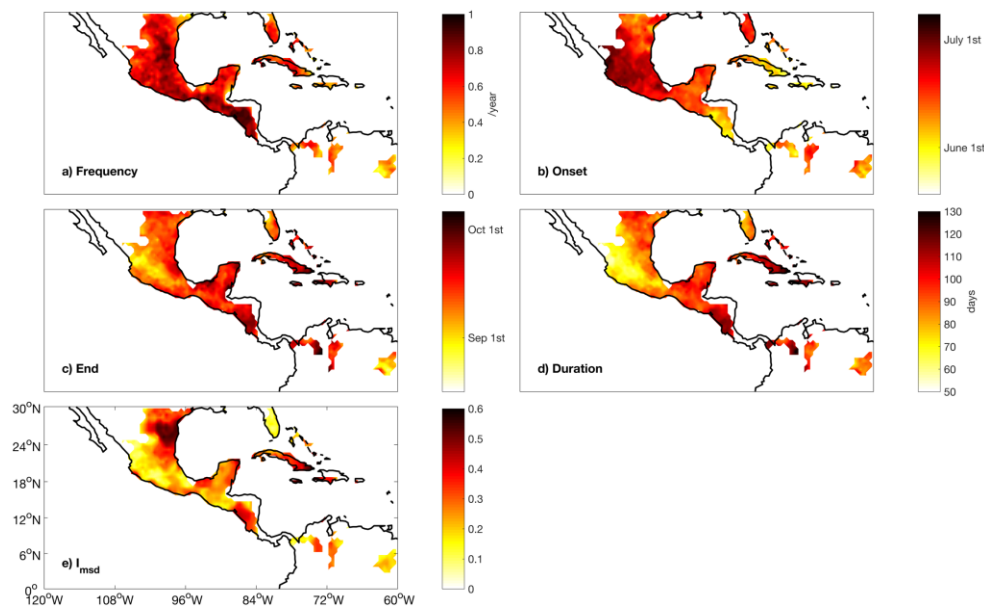 1
0.8
0.6
0.4
0.2
0
/year
a) Frequency
July 1st
June 1st
b) Onset
Oct 1st
Sep 1st
c) End
130
120
110
100
90
80
70
60
50
days
d) Duration
30°N
24°N
18°N
12°N
6°N
0°
120°W
108°W
96°W
84°W
72°W
60°W
0.6
0.5
0.4
0.3
0.2
0.1
0
e) Imsd